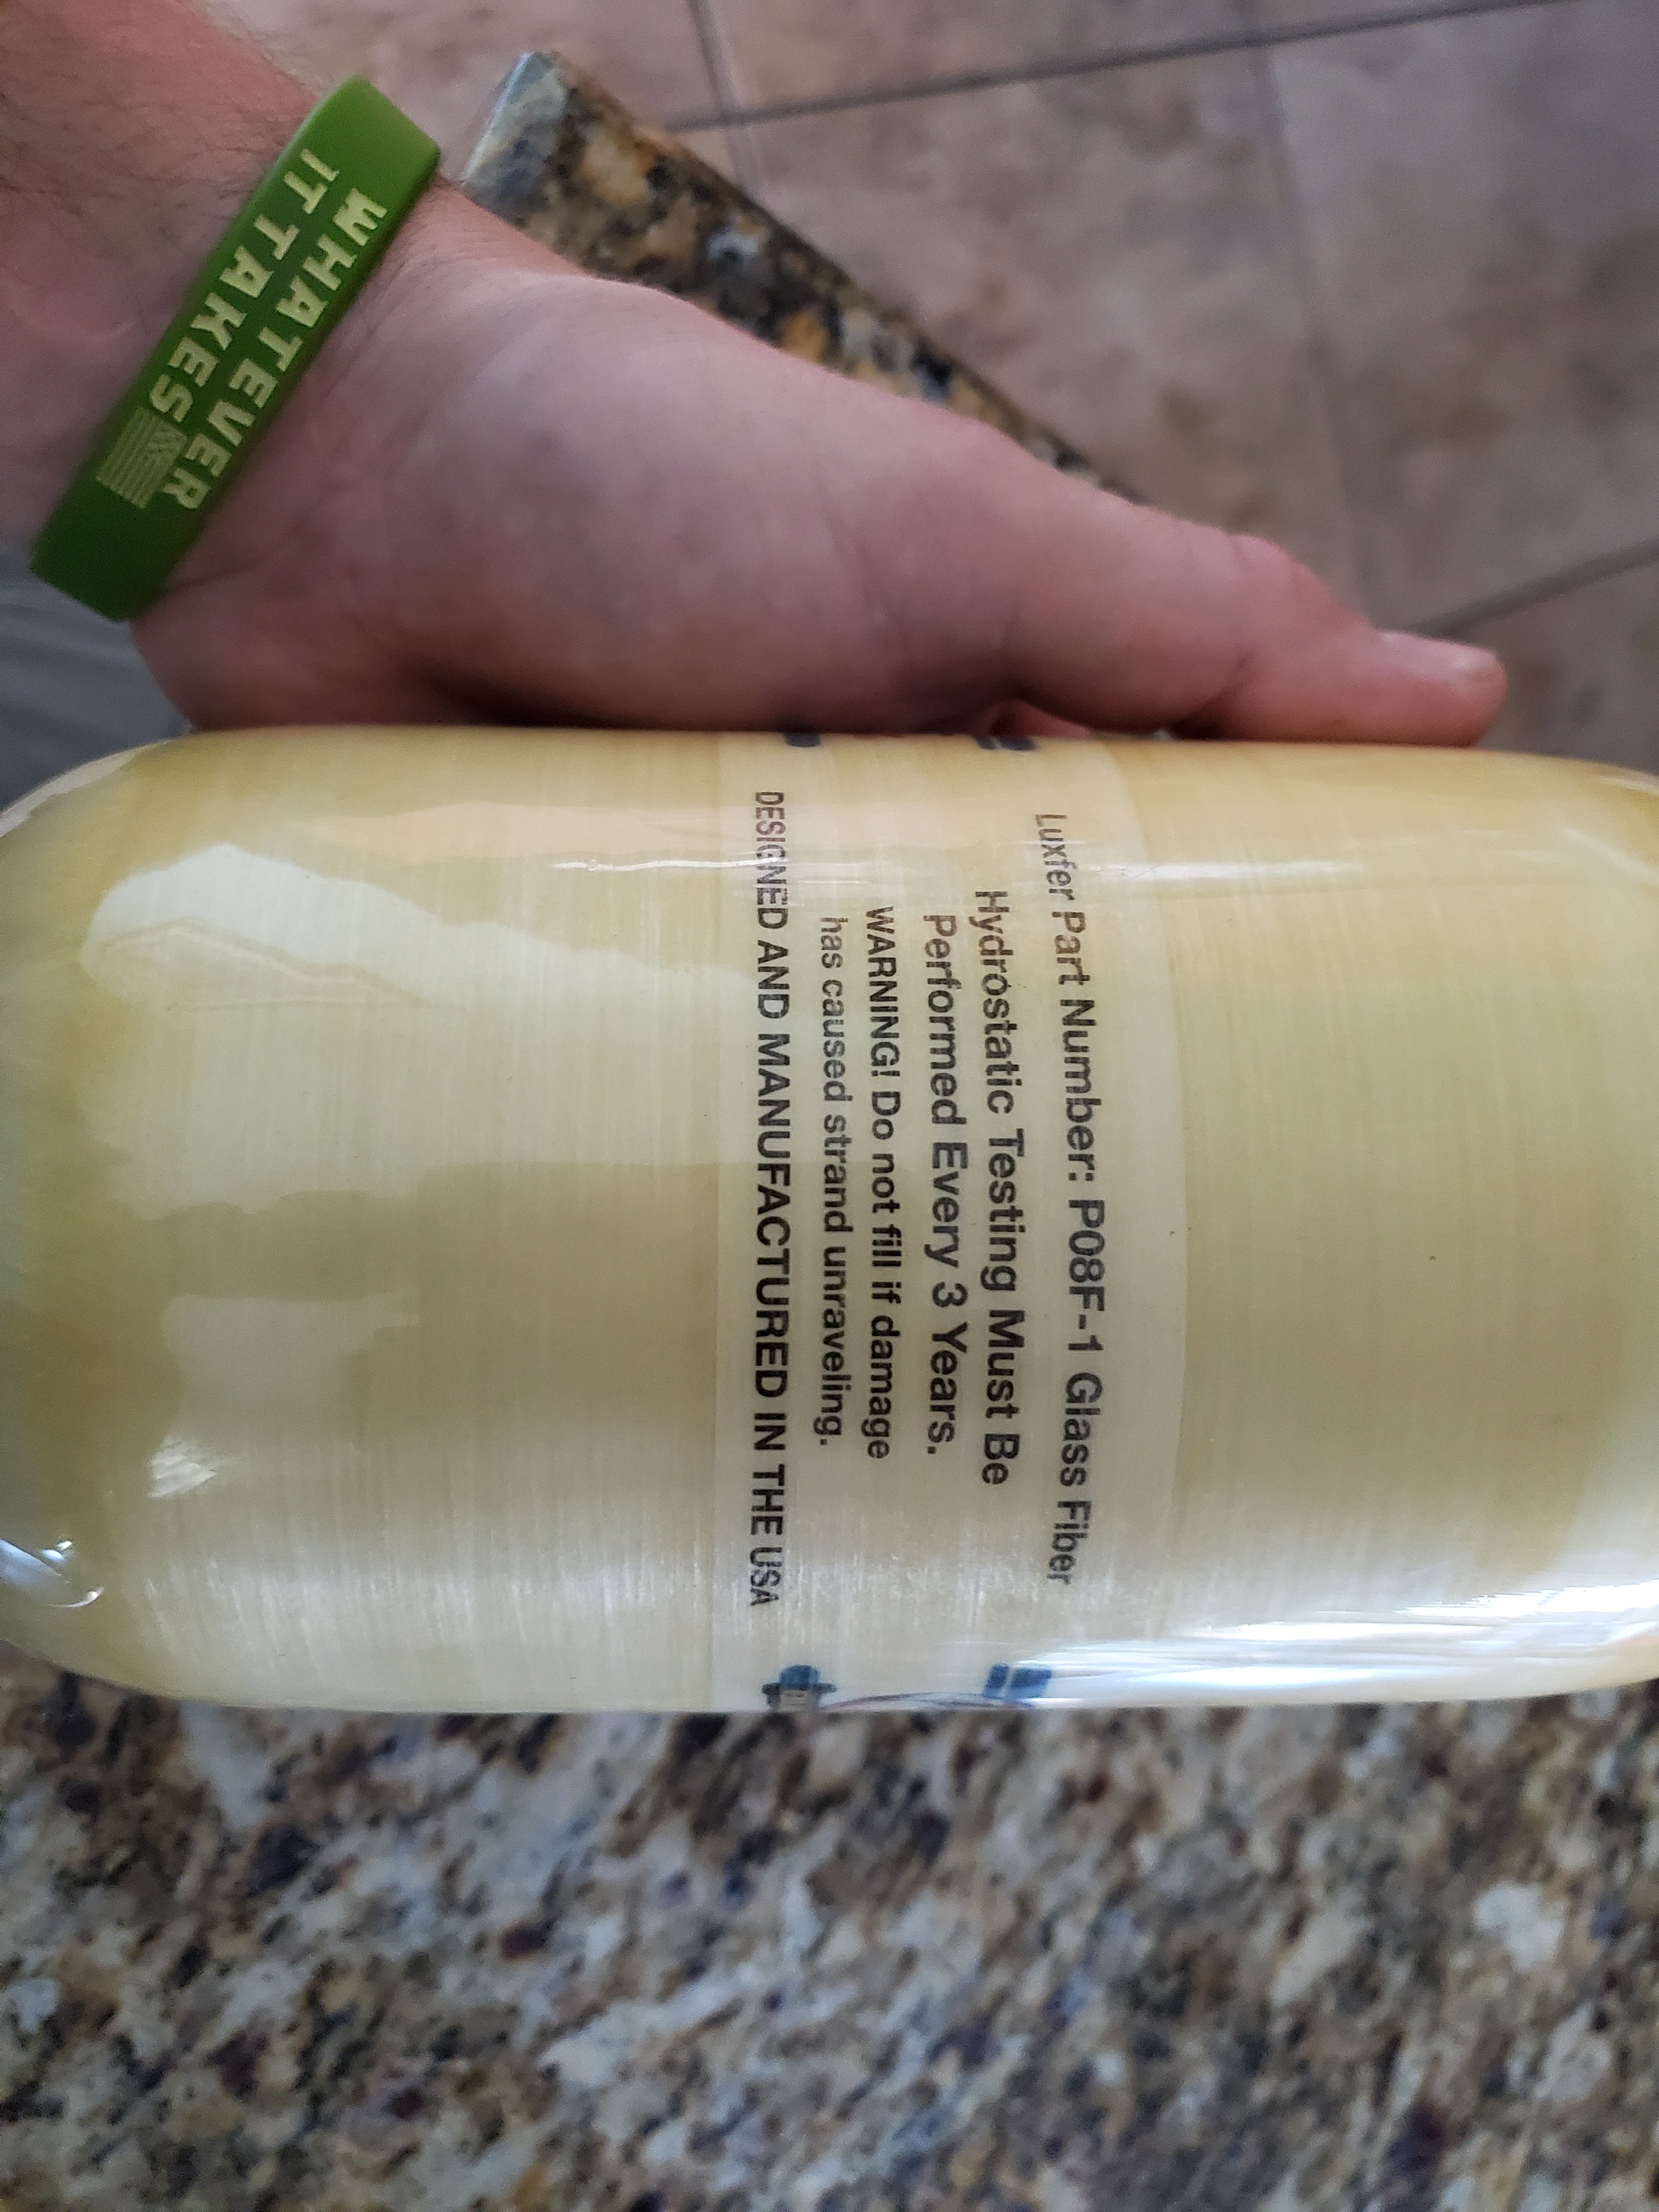 WHATEVER
IT TAKES
Luxfer Part Number: P08F-1 Glass Fiber
Hydrostatic Testing Must Be
Performed Every 3 Years.
WARNING! Do not fill if damage
has caused strand unraveling.
DESIGNED AND MANUFACTURED IN THE USA